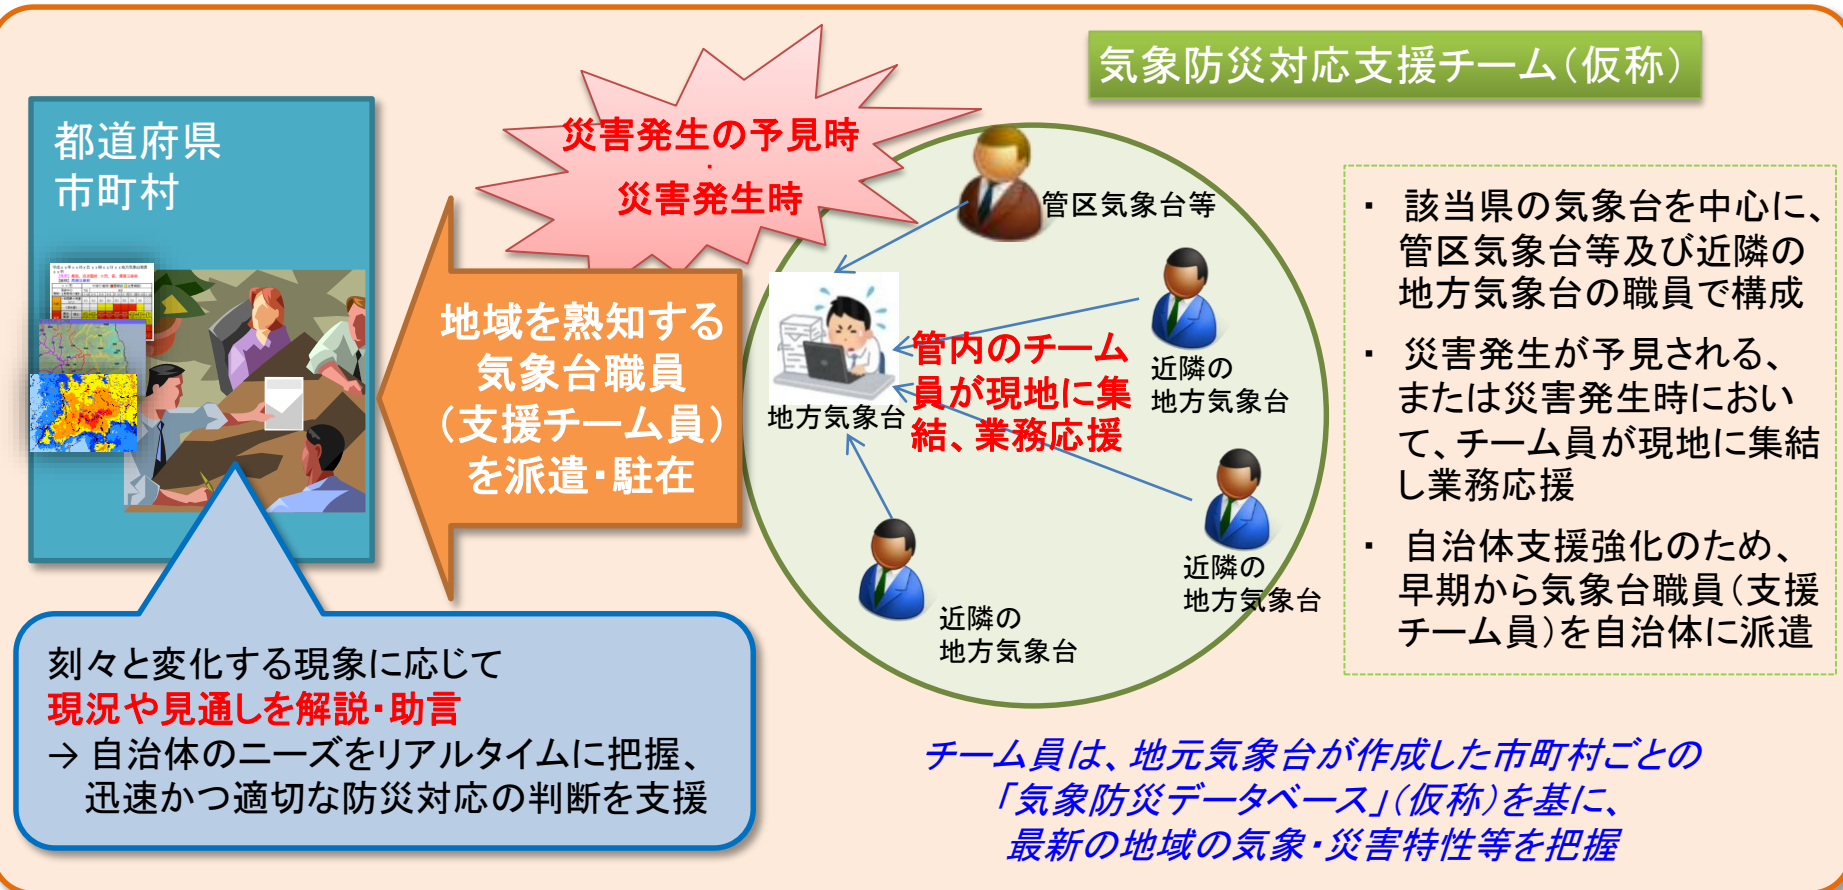 気象防災対応支援チーム（仮称）
都道府県
市町村
災害発生の予見時
・
災害発生時
地域を熟知する
気象台職員
（支援チーム員）
を派遣・駐在
管区気象台等
地方気象台
管内のチーム
員が現地に集
結、業務応援
近隣の
地方気象台
近隣の
地方気象台
近隣の
地方気象台
・ 該当県の気象台を中心に、
管区気象台等及び近隣の
地方気象台の職員で構成
・ 災害発生が予見される、
または災害発生時におい
て、チーム員が現地に集結
し業務応援
・ 自治体支援強化のため、
早期から気象台職員（支援
チーム員）を自治体に派遣
刻々と変化する現象に応じて
現況や見通しを解説・助言
→ 自治体のニーズをリアルタイムに把握、
迅速かつ適切な防災対応の判断を支援
チーム員は、地元気象台が作成した市町村ごとの
「気象防災データベース」（仮称）を基に、
最新の地域の気象・災害特性等を把握